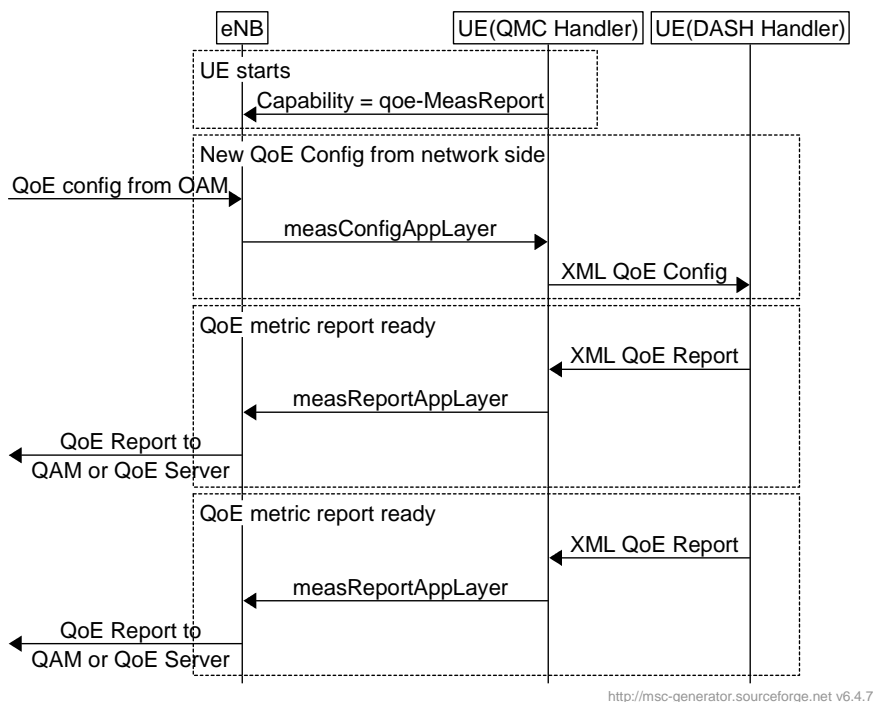 eNB
UE(QMC Handler)
UE(DASH Handler)
UE starts
Capability = qoe-MeasReport
New QoE Config from network side
QoE config from OAM
measConfigAppLayer
XML QoE Config
QoE metric report ready
XML QoE Report
measReportAppLayer
QoE Report to
QAM or QoE Server
QoE metric report ready
XML QoE Report
measReportAppLayer
QoE Report to
QAM or QoE Server
http://msc-generator.sourceforge.net v6.4.7